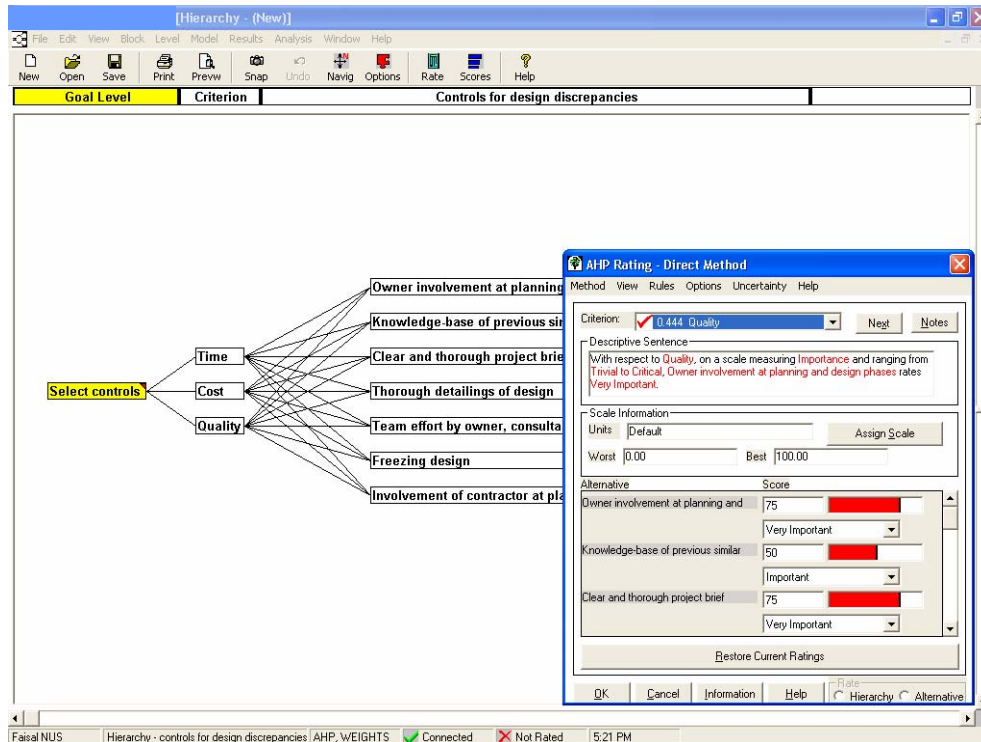 [Hierarchy - (New)]
File Edit View Block Level Model Results Analysis Window Help
New Open Save Print Prevw Snap Undo Navig Options Rate Scores Help
Goal Level Criterion Controls for design discrepancies
Owner involvement at planning
Knowledge-base of previous sir
Time Clear and thorough project brie
Select controls Cost Thorough detailings of design
Quality Team effort by owner, consulta
Freezing design
Involvement of contractor at pla
AHP Rating - Direct Method
Method View Rules Options Uncertainty Help
Criterion: 0.444 Quality Next Notes
Descriptive Sentence
With respect to Quality, on a scale measuring Importance and ranging from
Trivial to Critical, Owner involvement at planning and design phases rates
Very Important.
Scale Information
Units Default Assign Scale
Worst 0.00 Best 100.00
Alternative Score
Owner involvement at planning and 75
Very Important
Knowledge-base of previous similar 50
Important
Clear and thorough project brief 75
Very Important
Restore Current Ratings
Rate
OK Cancel Information Help Hierarchy Alternative
Faisal NUS Hierarchy - controls for design discrepancies AHP, WEIGHTS Connected Not Rated 5:21 PM